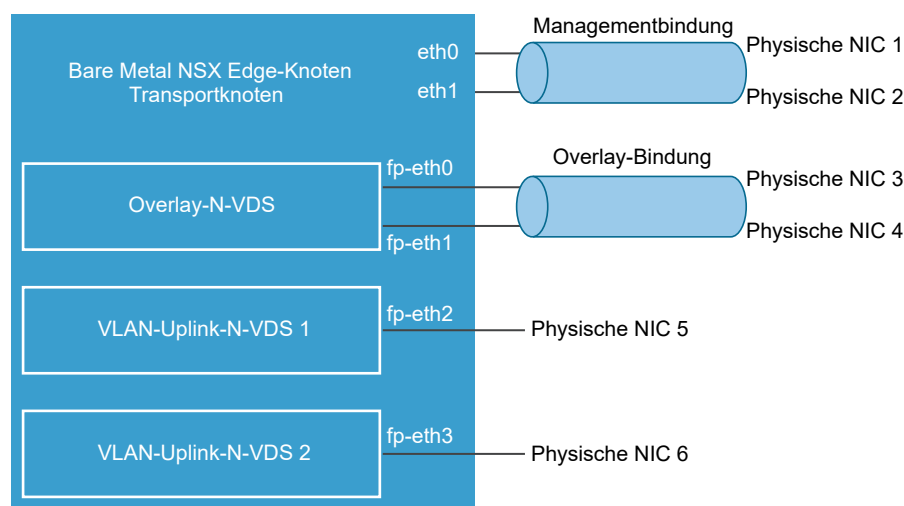 Managementbindung
eth0
Physische NIC 1
Bare Metal NSX Edge-Knoten
Transportknoten
eth1
Physische NIC 2
Overlay-Bindung
fp-eth0
Physische NIC 3
Overlay-N-VDS
fp-eth1
Physische NIC 4
VLAN-Uplink-N-VDS 1
fp-eth2
Physische NIC 5
VLAN-Uplink-N-VDS 2
fp-eth3
Physische NIC 6